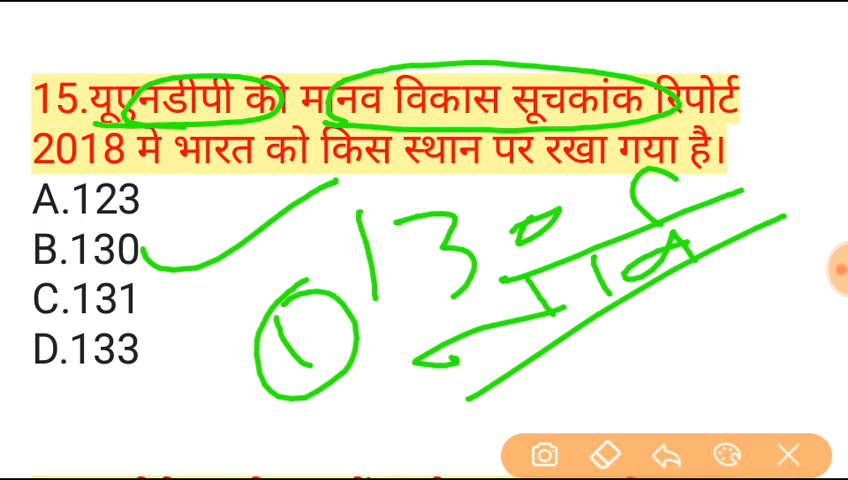 15.यूएनडीपी की मानव विकास सूचकांक रिपोर्ट
2018 मे भारत को किस स्थान पर रखा गया है।
A.123
B.130
C.131
D.133
130